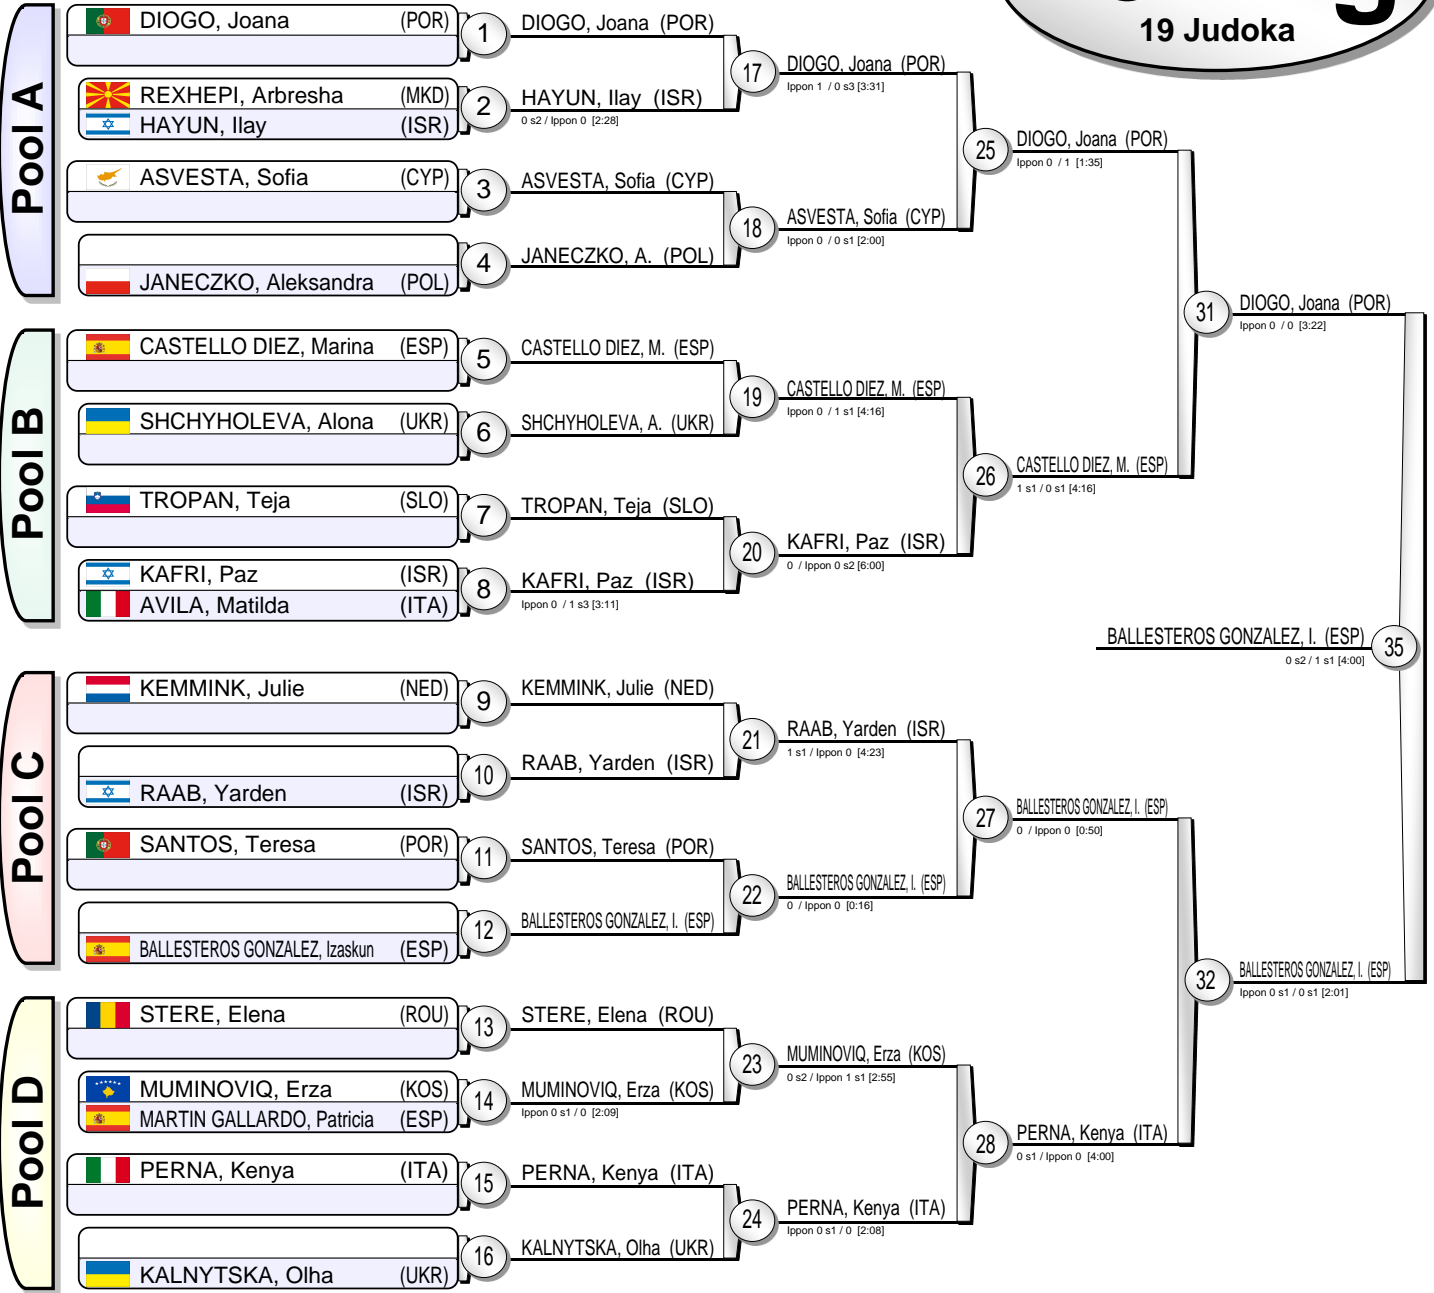 19 Judoka
Pool A
DIOGO, Joana (POR)
1
DIOGO, Joana (POR)
REXHEPI, Arbresha (MKD)
HAYUN, Ilay (ISR)
2
HAYUN, Ilay (ISR)
0 s2 / Ippon 0 [2:28]
17
DIOGO, Joana (POR)
Ippon 1 / 0 s3 [3:31]
ASVESTA, Sofia (CYP)
3
ASVESTA, Sofia (CYP)
JANECZKO, Aleksandra (POL)
4
JANECZKO, A. (POL)
18
ASVESTA, Sofia (CYP)
Ippon 0 / 0 s1 [2:00]
25
DIOGO, Joana (POR)
Ippon 0 / 1 [1:35]
Pool B
CASTELLO DIEZ, Marina (ESP)
5
CASTELLO DIEZ, M. (ESP)
SHCHYHOLEVA, Alona (UKR)
6
SHCHYHOLEVA, A. (UKR)
19
CASTELLO DIEZ, M. (ESP)
Ippon 0 / 1 s1 [4:16]
TROPAN, Teja (SLO)
7
TROPAN, Teja (SLO)
KAFRI, Paz (ISR)
AVILA, Matilda (ITA)
8
KAFRI, Paz (ISR)
Ippon 0 / 1 s3 [3:11]
20
KAFRI, Paz (ISR)
0 / Ippon 0 s2 [6:00]
26
CASTELLO DIEZ, M. (ESP)
1 s1 / 0 s1 [4:16]
31
DIOGO, Joana (POR)
Ippon 0 / 0 [3:22]
BALLESTEROS GONZALEZ, I. (ESP)
0 s2 / 1 s1 [4:00]
35
Pool C
KEMMINK, Julie (NED)
9
KEMMINK, Julie (NED)
RAAB, Yarden (ISR)
10
RAAB, Yarden (ISR)
21
RAAB, Yarden (ISR)
1 s1 / Ippon 0 [4:23]
SANTOS, Teresa (POR)
11
SANTOS, Teresa (POR)
BALLESTEROS GONZALEZ, Izaskun (ESP)
12
BALLESTEROS GONZALEZ, I. (ESP)
22
BALLESTEROS GONZALEZ, I. (ESP)
0 / Ippon 0 [0:16]
27
BALLESTEROS GONZALEZ, I. (ESP)
0 / Ippon 0 [0:50]
Pool D
STERE, Elena (ROU)
13
STERE, Elena (ROU)
MUMINOVIQ, Erza (KOS)
MARTIN GALLARDO, Patricia (ESP)
14
MUMINOVIQ, Erza (KOS)
Ippon 0 s1 / 0 [2:09]
23
MUMINOVIQ, Erza (KOS)
0 s2 / Ippon 1 s1 [2:55]
PERNA, Kenya (ITA)
15
PERNA, Kenya (ITA)
KALNYTSKA, Olha (UKR)
16
KALNYTSKA, Olha (UKR)
24
PERNA, Kenya (ITA)
Ippon 0 s1 / 0 [2:08]
28
PERNA, Kenya (ITA)
0 s1 / Ippon 0 [4:00]
32
BALLESTEROS GONZALEZ, I. (ESP)
Ippon 0 s1 / 0 s1 [2:01]